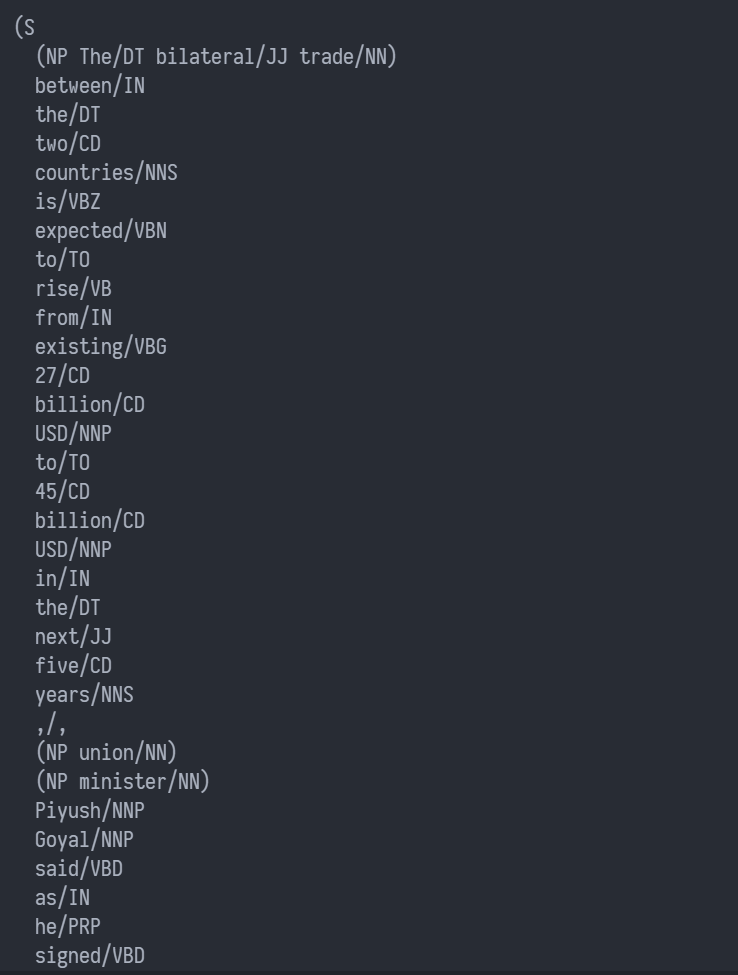 (S
  (NP The/DT bilateral/JJ trade/NN)
  between/IN
  the/DT
  two/CD
  countries/NNS
  is/VBZ
  expected/VBN
  to/TO
  rise/VB
  from/IN
  existing/VBG
  27/CD
  billion/CD
  USD/NNP
  to/TO
  45/CD
  billion/CD
  USD/NNP
  in/IN
  the/DT
  next/JJ
  five/CD
  years/NNS
  ,/,
  (NP union/NN)
  (NP minister/NN)
  Piyush/NNP
  Goyal/NNP
  said/VBD
  as/IN
  he/PRP
  signed/VBD